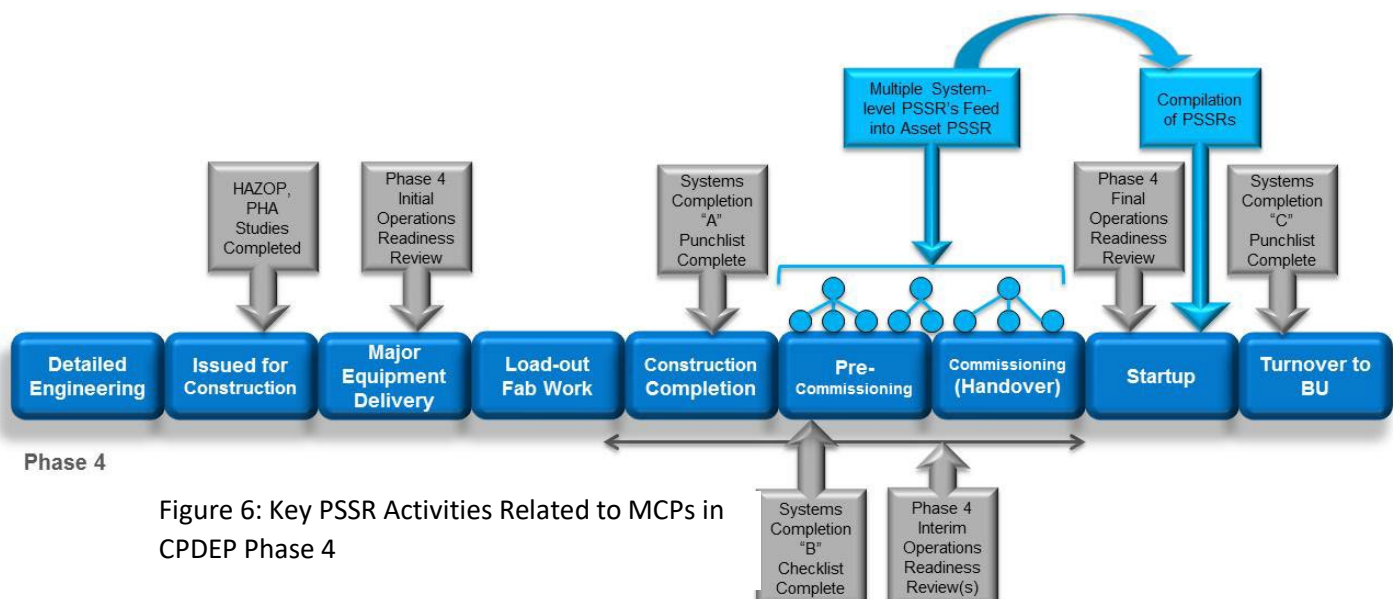 Multiple System-
level PSSR's Feed
into Asset PSSR
Compilation
of PSSRs
HAZOP,
PHA
Studies
Completed
Phase 4
Initial
Operations
Readiness
Review
Systems
Completion
“A”
Punchlist
Complete
Phase 4
Final
Operations
Readiness
Review
Systems
Completion
“C”
Punchlist
Complete
Detailed
Engineering
Issued for
Construction
Major
Equipment
Delivery
Load-out
Fab Work
Construction
Completion
Pre-
Commissioning
Commissioning
(Handover)
Startup
Turnover to
BU
Phase 4
Figure 6: Key PSSR Activities Related to MCPs in
CPDEP Phase 4
Systems
Completion
“B”
Checklist
Complete
Phase 4
Interim
Operations
Readiness
Review(s)